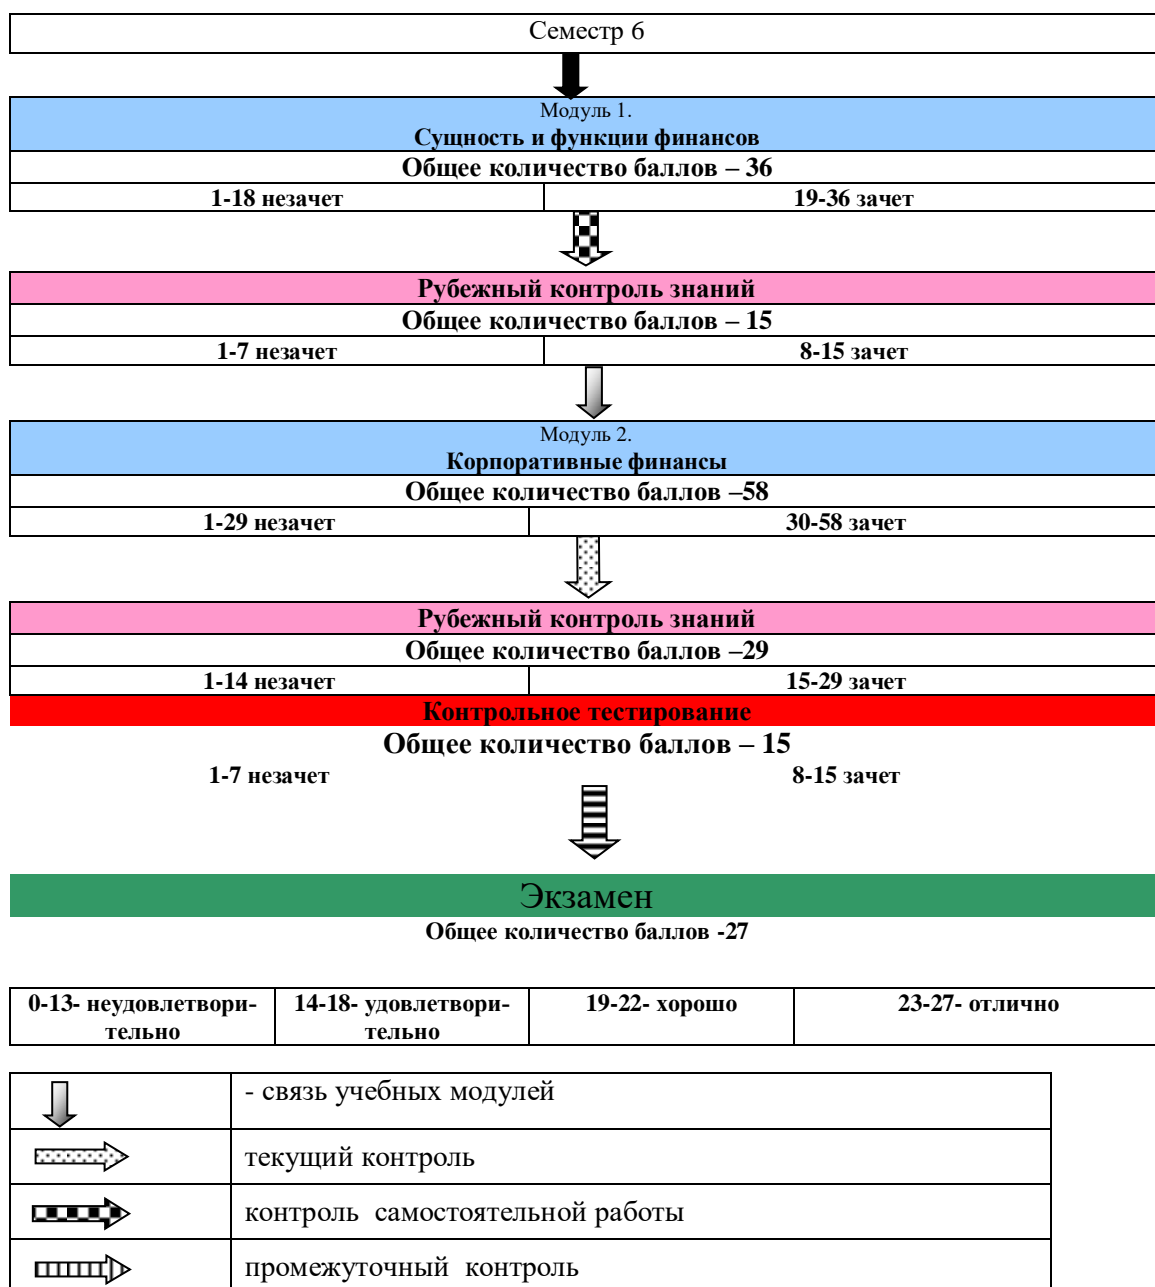 Семестр 6
Модуль 1.
Сущность и функции финансов
Общее количество баллов – 36
1-18 незачет
19-36 зачет
Рубежный контроль знаний
Общее количество баллов – 15
1-7 незачет
8-15 зачет
Модуль 2.
Корпоративные финансы
Общее количество баллов –58
1-29 незачет
30-58 зачет
Рубежный контроль знаний
Общее количество баллов –29
1-14 незачет
15-29 зачет
Контрольное тестирование
Общее количество баллов – 15
1-7 незачет
8-15 зачет
Экзамен
Общее количество баллов -27
0-13- неудовлетвори-
тельно
14-18- удовлетвори-
тельно
19-22- хорошо
23-27- отлично
- связь учебных модулей
текущий контроль
контроль самостоятельной работы
промежуточный контроль